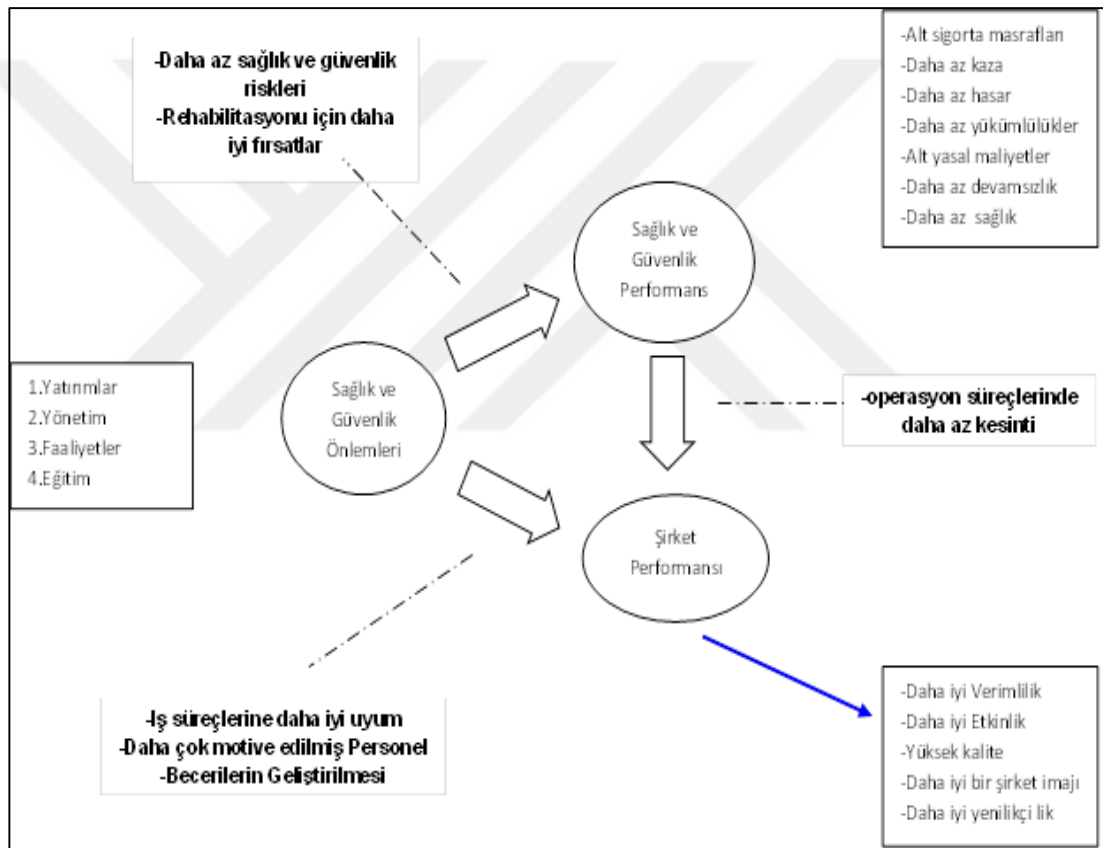 -Daha az sağlık ve güvenlik
riskleri
-Rehabilitasyonu için daha
iyi fırsatlar
-Alt sigorta masrafları
-Daha az kaza
-Daha az hasar
-Daha az yükümlülükler
-Alt yasal maliyetler
-Daha az devamsızlık
-Daha az sağlık
Sağlık ve
Güvenlik
Performans
1.Yatırımlar
2.Yönetim
3.Faaliyetler
4.Eğitim
Sağlık ve
Güvenlik
Önlemleri
-operasyon süreçlerinde
daha az kesinti
Şirket
Performansı
-İş süreçlerine daha iyi uyum
-Daha çok motive edilmiş Personel
-Becerilerin Geliştirilmesi
-Daha iyi Verimlilik
-Daha iyi Etkinlik
-Yüksek kalite
-Daha iyi bir şirket imajı
-Daha iyi yenilikçi lik